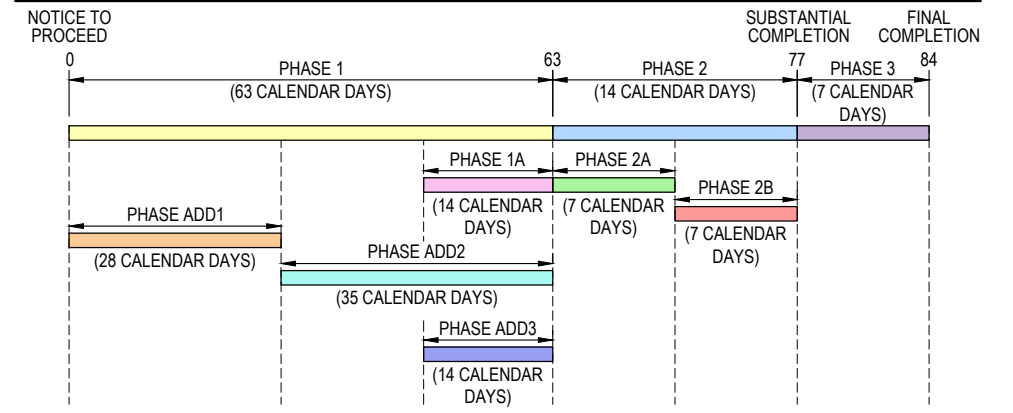 NOTICE TO
PROCEED
SUBSTANTIAL
COMPLETION
FINAL
COMPLETION
0
63
77
84
PHASE 1
(63 CALENDAR DAYS)
PHASE 2
(14 CALENDAR DAYS)
PHASE 3
(7 CALENDAR
DAYS)
PHASE 1A
(14 CALENDAR
DAYS)
PHASE 2A
(7 CALENDAR
DAYS)
PHASE 2B
(7 CALENDAR
DAYS)
PHASE ADD1
(28 CALENDAR DAYS)
PHASE ADD2
(35 CALENDAR DAYS)
PHASE ADD3
(14 CALENDAR
DAYS)